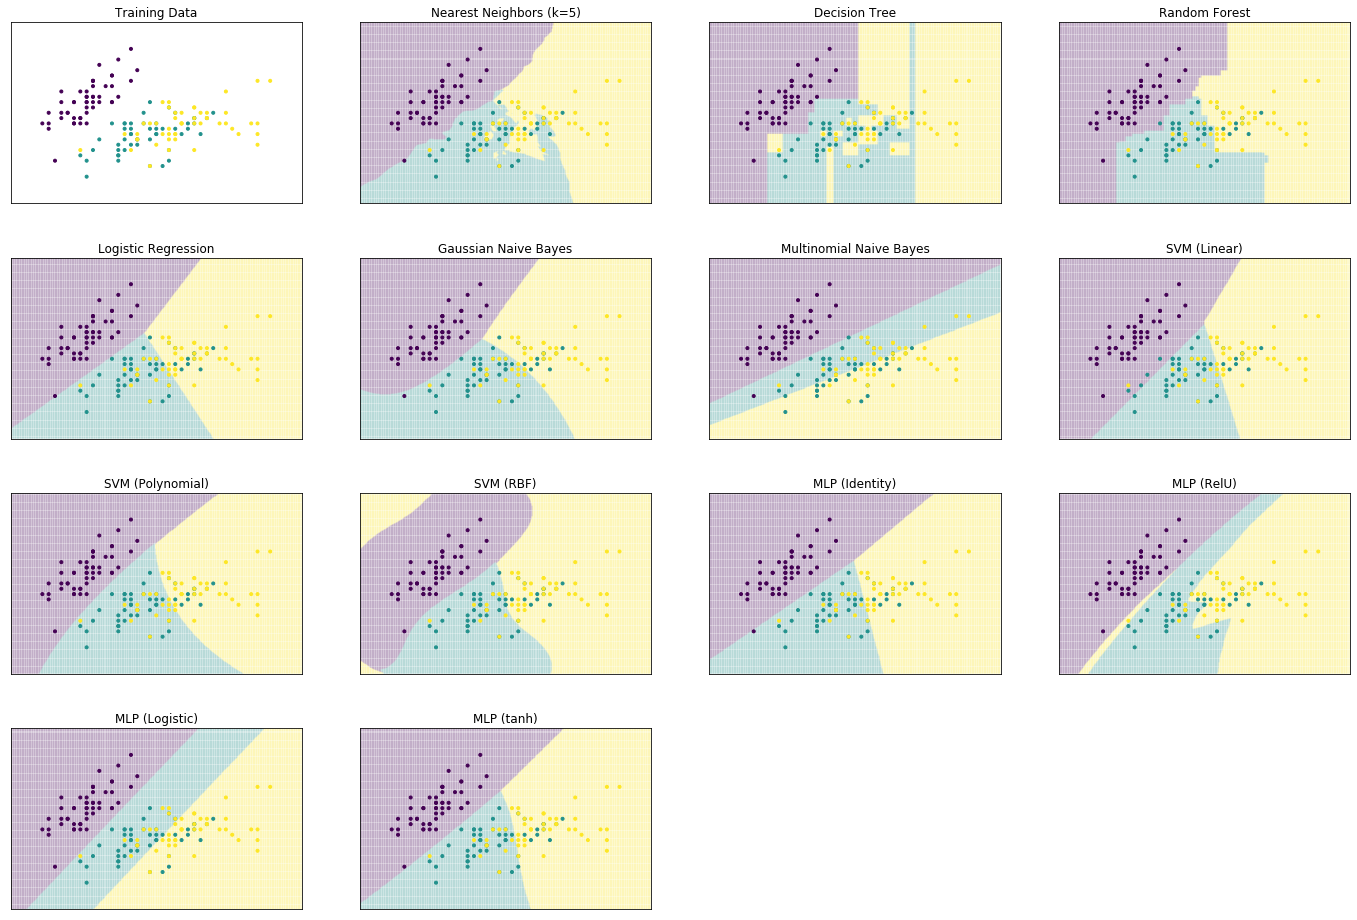 Training Data
Nearest Neighbors (k=5)
Decision Tree
Random Forest
Logistic Regression
Gaussian Naive Bayes
Multinomial Naive Bayes
SVM (Linear)
SVM (Polynomial)
SVM (RBF)
MLP (Identity)
MLP (RelU)
MLP (Logistic)
MLP (tanh)